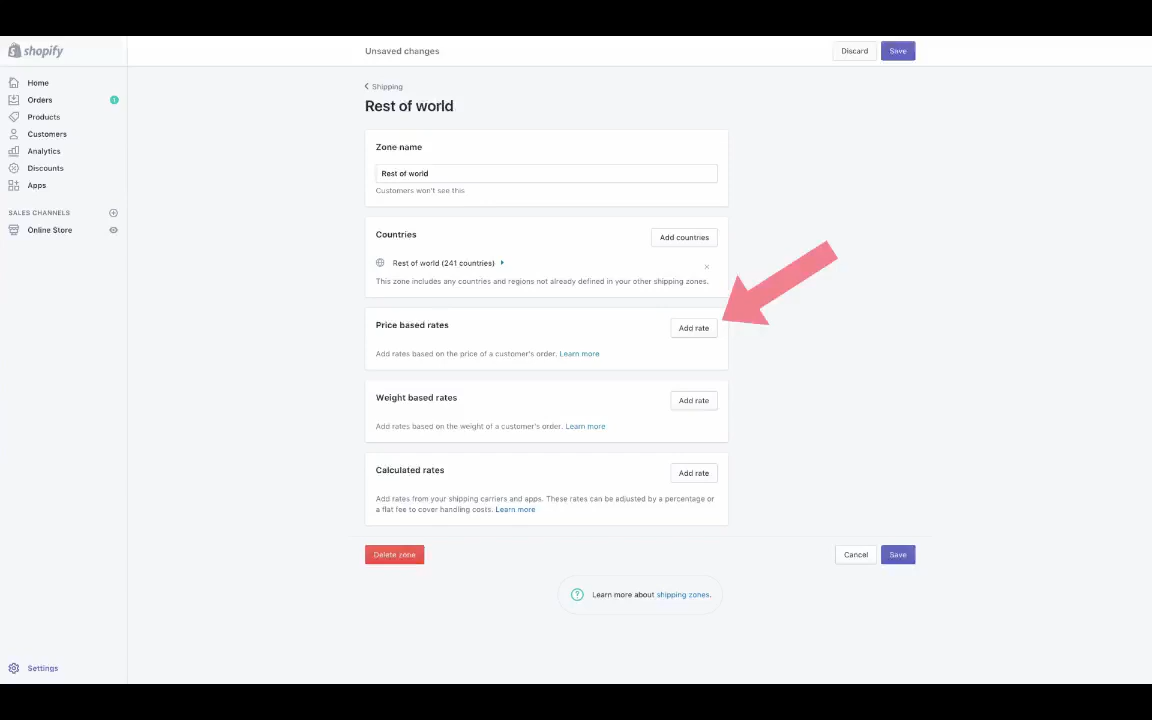 shopify
Unsaved changes
Discard
Save
Home
Orders
1
Products
Customers
Analytics
Discounts
Apps
SALES CHANNELS
Online Store
Settings
Shipping
Rest of world
Zone name
Rest of world
Customers won't see this
Countries
Add countries
Rest of world (241 countries)
This zone includes any countries and regions not already defined in your other shipping zones.
Price based rates
Add rate
Add rates based on the price of a customer's order. Learn more
Weight based rates
Add rate
Add rates based on the weight of a customer's order. Learn more
Calculated rates
Add rate
Add rates from your shipping carriers and apps. These rates can be adjusted by a percentage or
a flat fee to cover handling costs. Learn more
Delete zone
Cancel
Save
Learn more about shipping zones.